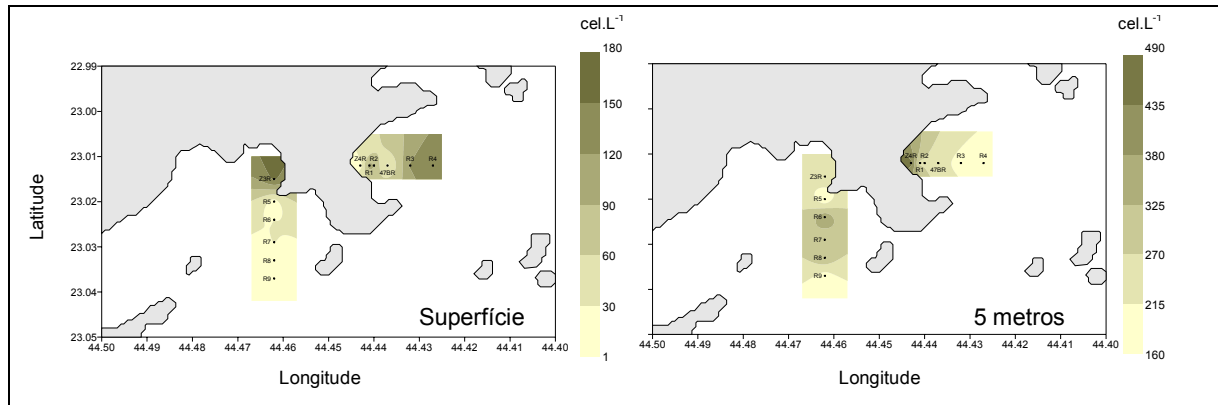 cel.L⁻¹
180
150
120
90
60
30
1
22.99
23.00
23.01
23.02
23.03
23.04
23.05
Latitude
Z4R R2 R3 R4
R1 47BR
Z3R
R5
R6
R7
R8
R9
Superfície
44.50 44.49 44.48 44.47 44.46 44.45 44.44 44.43 44.42 44.41 44.40
Longitude
cel.L⁻¹
490
435
380
325
270
215
160
Z4R R2 R3 R4
R1 47BR
Z3R
R5
R6
R7
R8
R9
5 metros
44.50 44.49 44.48 44.47 44.46 44.45 44.44 44.43 44.42 44.41 44.40
Longitude